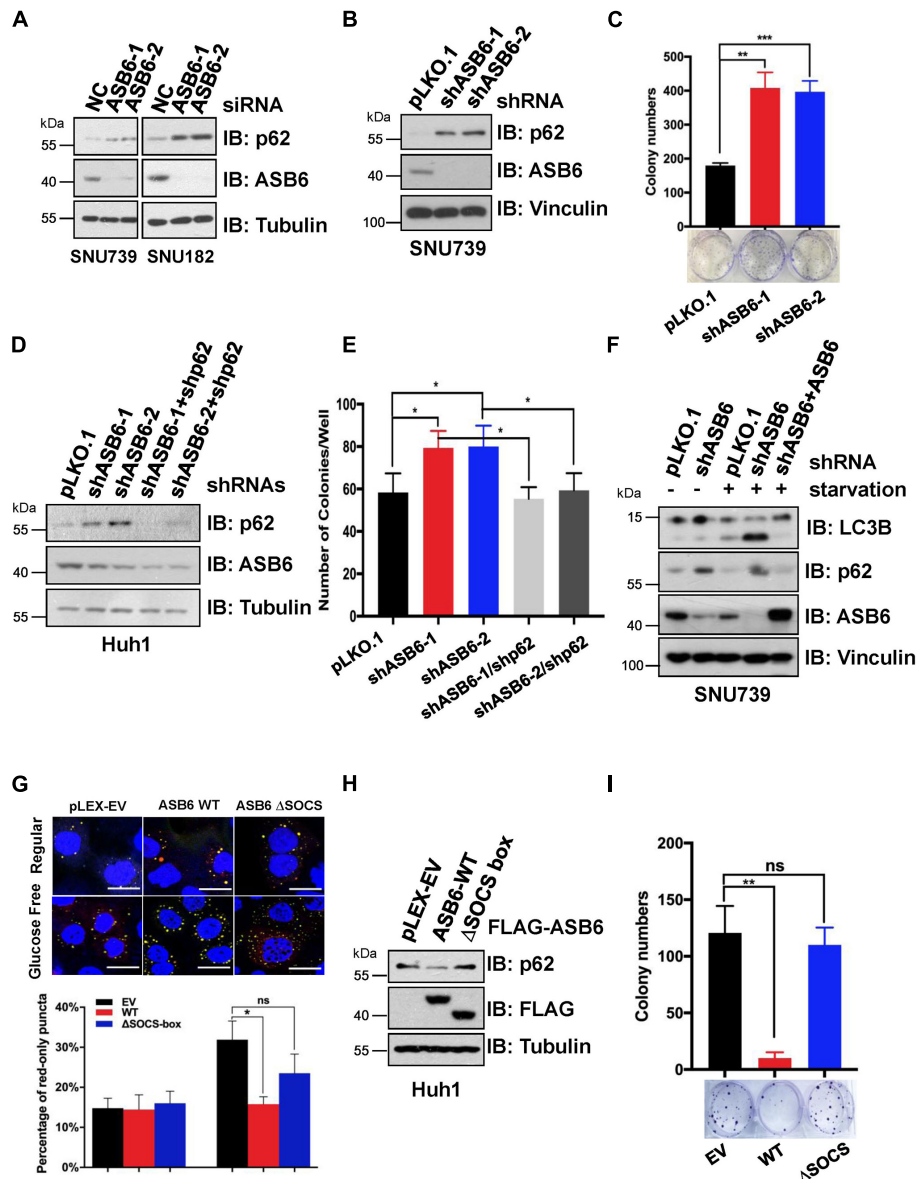 A
NC
ASB6-1
ASB6-2
NC
ASB6-1
ASB6-2
siRNA
kDa
55
IB: p62
40
IB: ASB6
55
IB: Tubulin
SNU739 SNU182
B
pLKO.1
shASB6-1
shASB6-2
shRNA
kDa
55
IB: p62
40
IB: ASB6
100
IB: Vinculin
SNU739
C
Colony numbers
500
400
300
200
100
0
**
***
pLKO.1
shASB6-1
shASB6-2
D
pLKO.1
shASB6-1
shASB6-2
shASB6-1+shp62
shASB6-2+shp62
shRNAs
kDa
55
IB: p62
40
IB: ASB6
55
IB: Tubulin
Huh1
E
Number of Colonies/Well
100
80
60
40
20
0
*
*
*
*
pLKO.1
shASB6-1
shASB6-2
shASB6-1/shp62
shASB6-2/shp62
F
pLKO.1
shASB6
pLKO.1
shASB6
shASB6+ASB6
shRNA
- - + + + starvation
kDa
15
IB: LC3B
55
IB: p62
40
IB: ASB6
100
IB: Vinculin
SNU739
G
pLEX-EV ASB6 WT ASB6 ΔSOCS
Regular
Glucose Free
Percentage of red-only puncta
40%
30%
20%
10%
0%
EV
WT
ΔSOCS-box
ns
*
H
pLEX-EV
ASB6-WT
ΔSOCS box
FLAG-ASB6
kDa
55
IB: p62
40
IB: FLAG
55
IB: Tubulin
Huh1
I
Colony numbers
200
150
100
50
0
ns
**
EV
WT
ΔSOCS